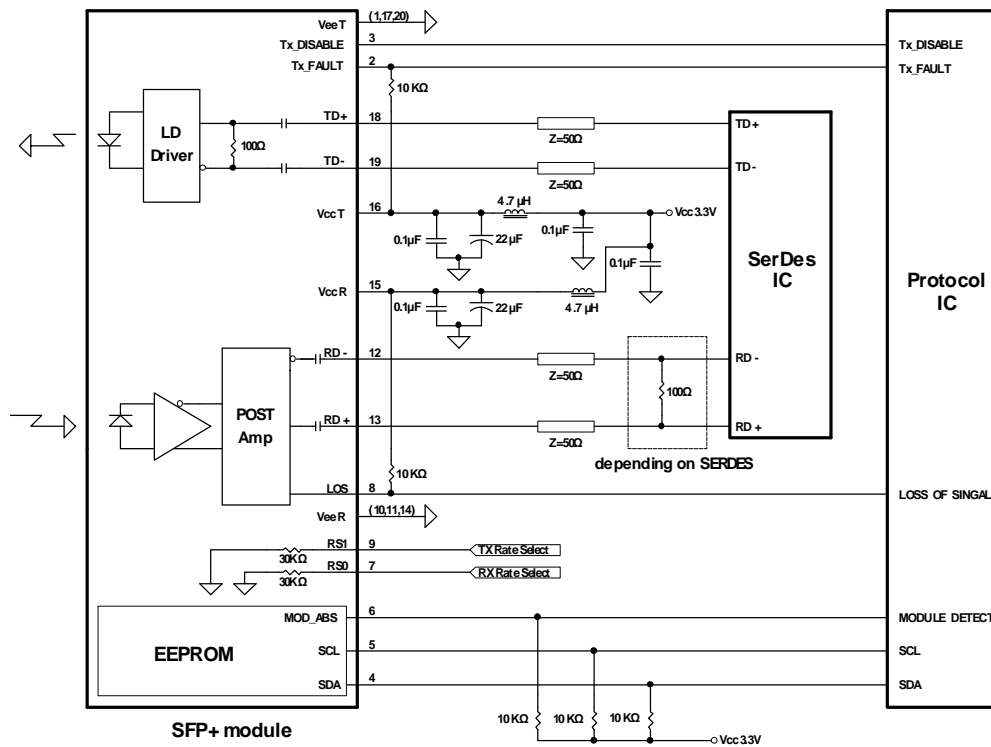 VeeT (1,17,20)
Tx_DISABLE 3 Tx_DISABLE
Tx_FAULT 2 Tx_FAULT
10 KΩ
LD Driver
100Ω
TD+ 18 Z=50Ω TD+
TD- 19 Z=50Ω TD-
VccT 16 4.7 µH Vcc3.3V
0.1µF 22µF 0.1µF
0.1µF
SerDes IC
Protocol IC
VccR 15
0.1µF 22µF 4.7 µH
RD - 12 Z=50Ω RD -
POST Amp
100Ω
RD+ 13 Z=50Ω RD +
depending on SERDES
10 KΩ
LOS 8 LOSS OF SINGAL
VeeR (10,11,14)
RS1 9 TX Rate Select
30KΩ
RS0 7 RX Rate Select
30KΩ
MOD_ABS 6 MODULE DETECT
EEPROM
SCL 5 SCL
SDA 4 SDA
10 KΩ 10 KΩ 10 KΩ
SFP+ module
Vcc3.3V